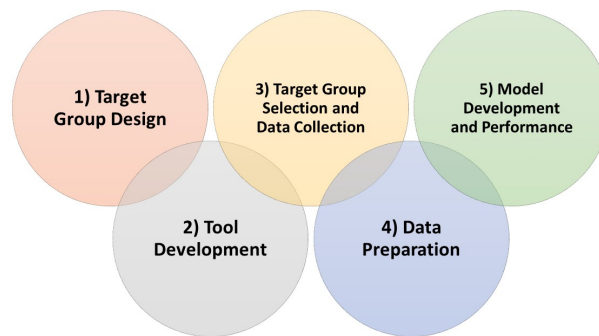 1) Target
Group Design
2) Tool
Development
3) Target Group
Selection and
Data Collection
4) Data
Preparation
5) Model
Development
and Performance